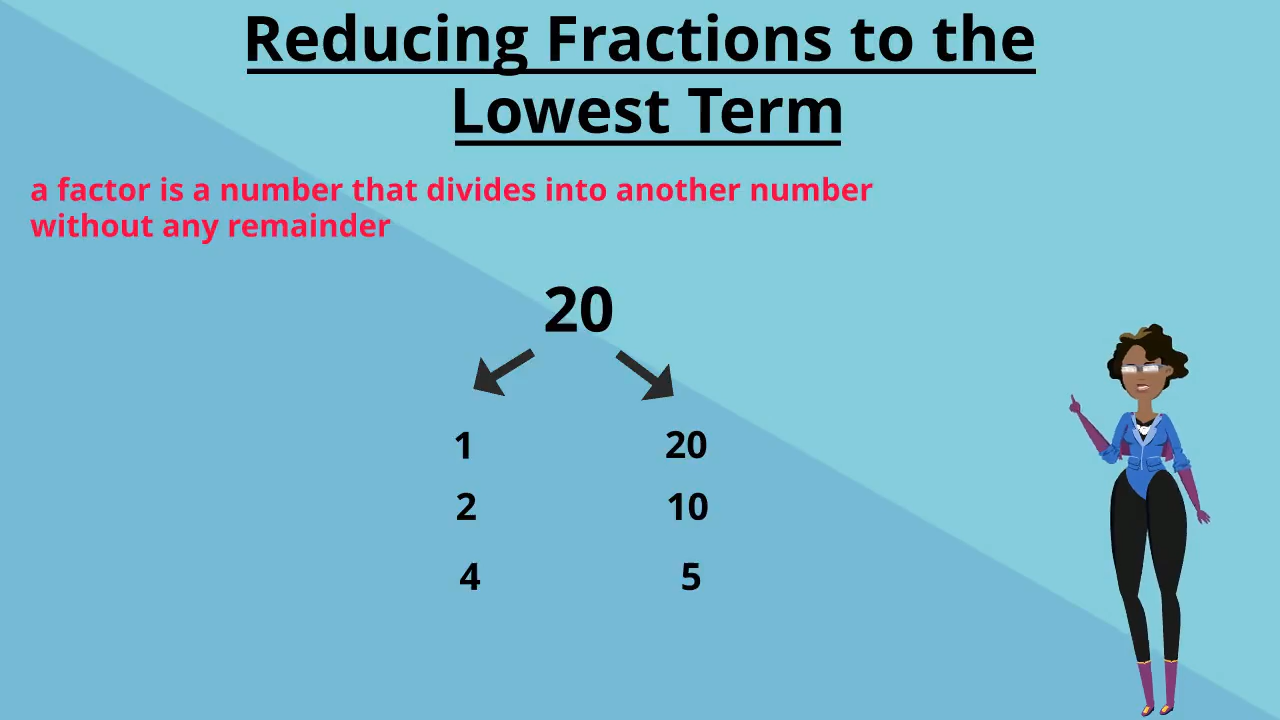 Reducing Fractions to the
Lowest Term
a factor is a number that divides into another number
without any remainder
20
1 20
2 10
4 5